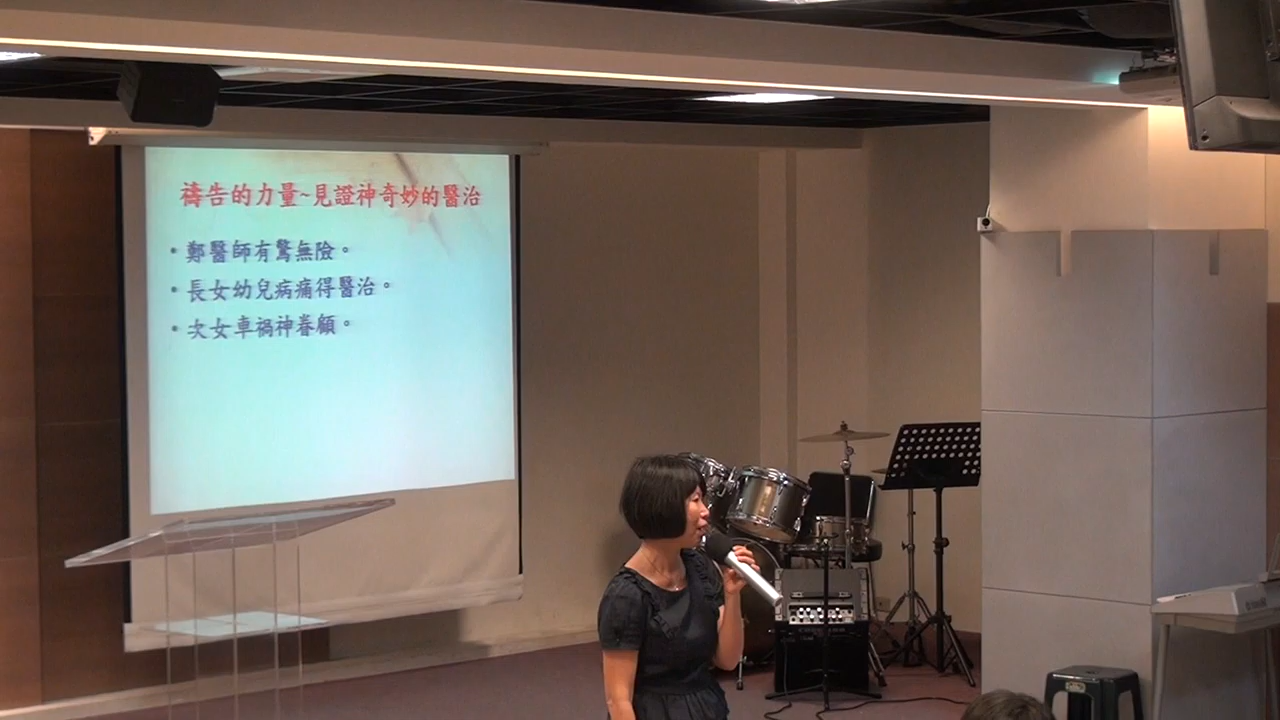 禱告的力量~見證神奇妙的醫治
• 鄭醫師有驚無險。
• 長女幼兒病痛得醫治。
• 次女車禍神眷顧。